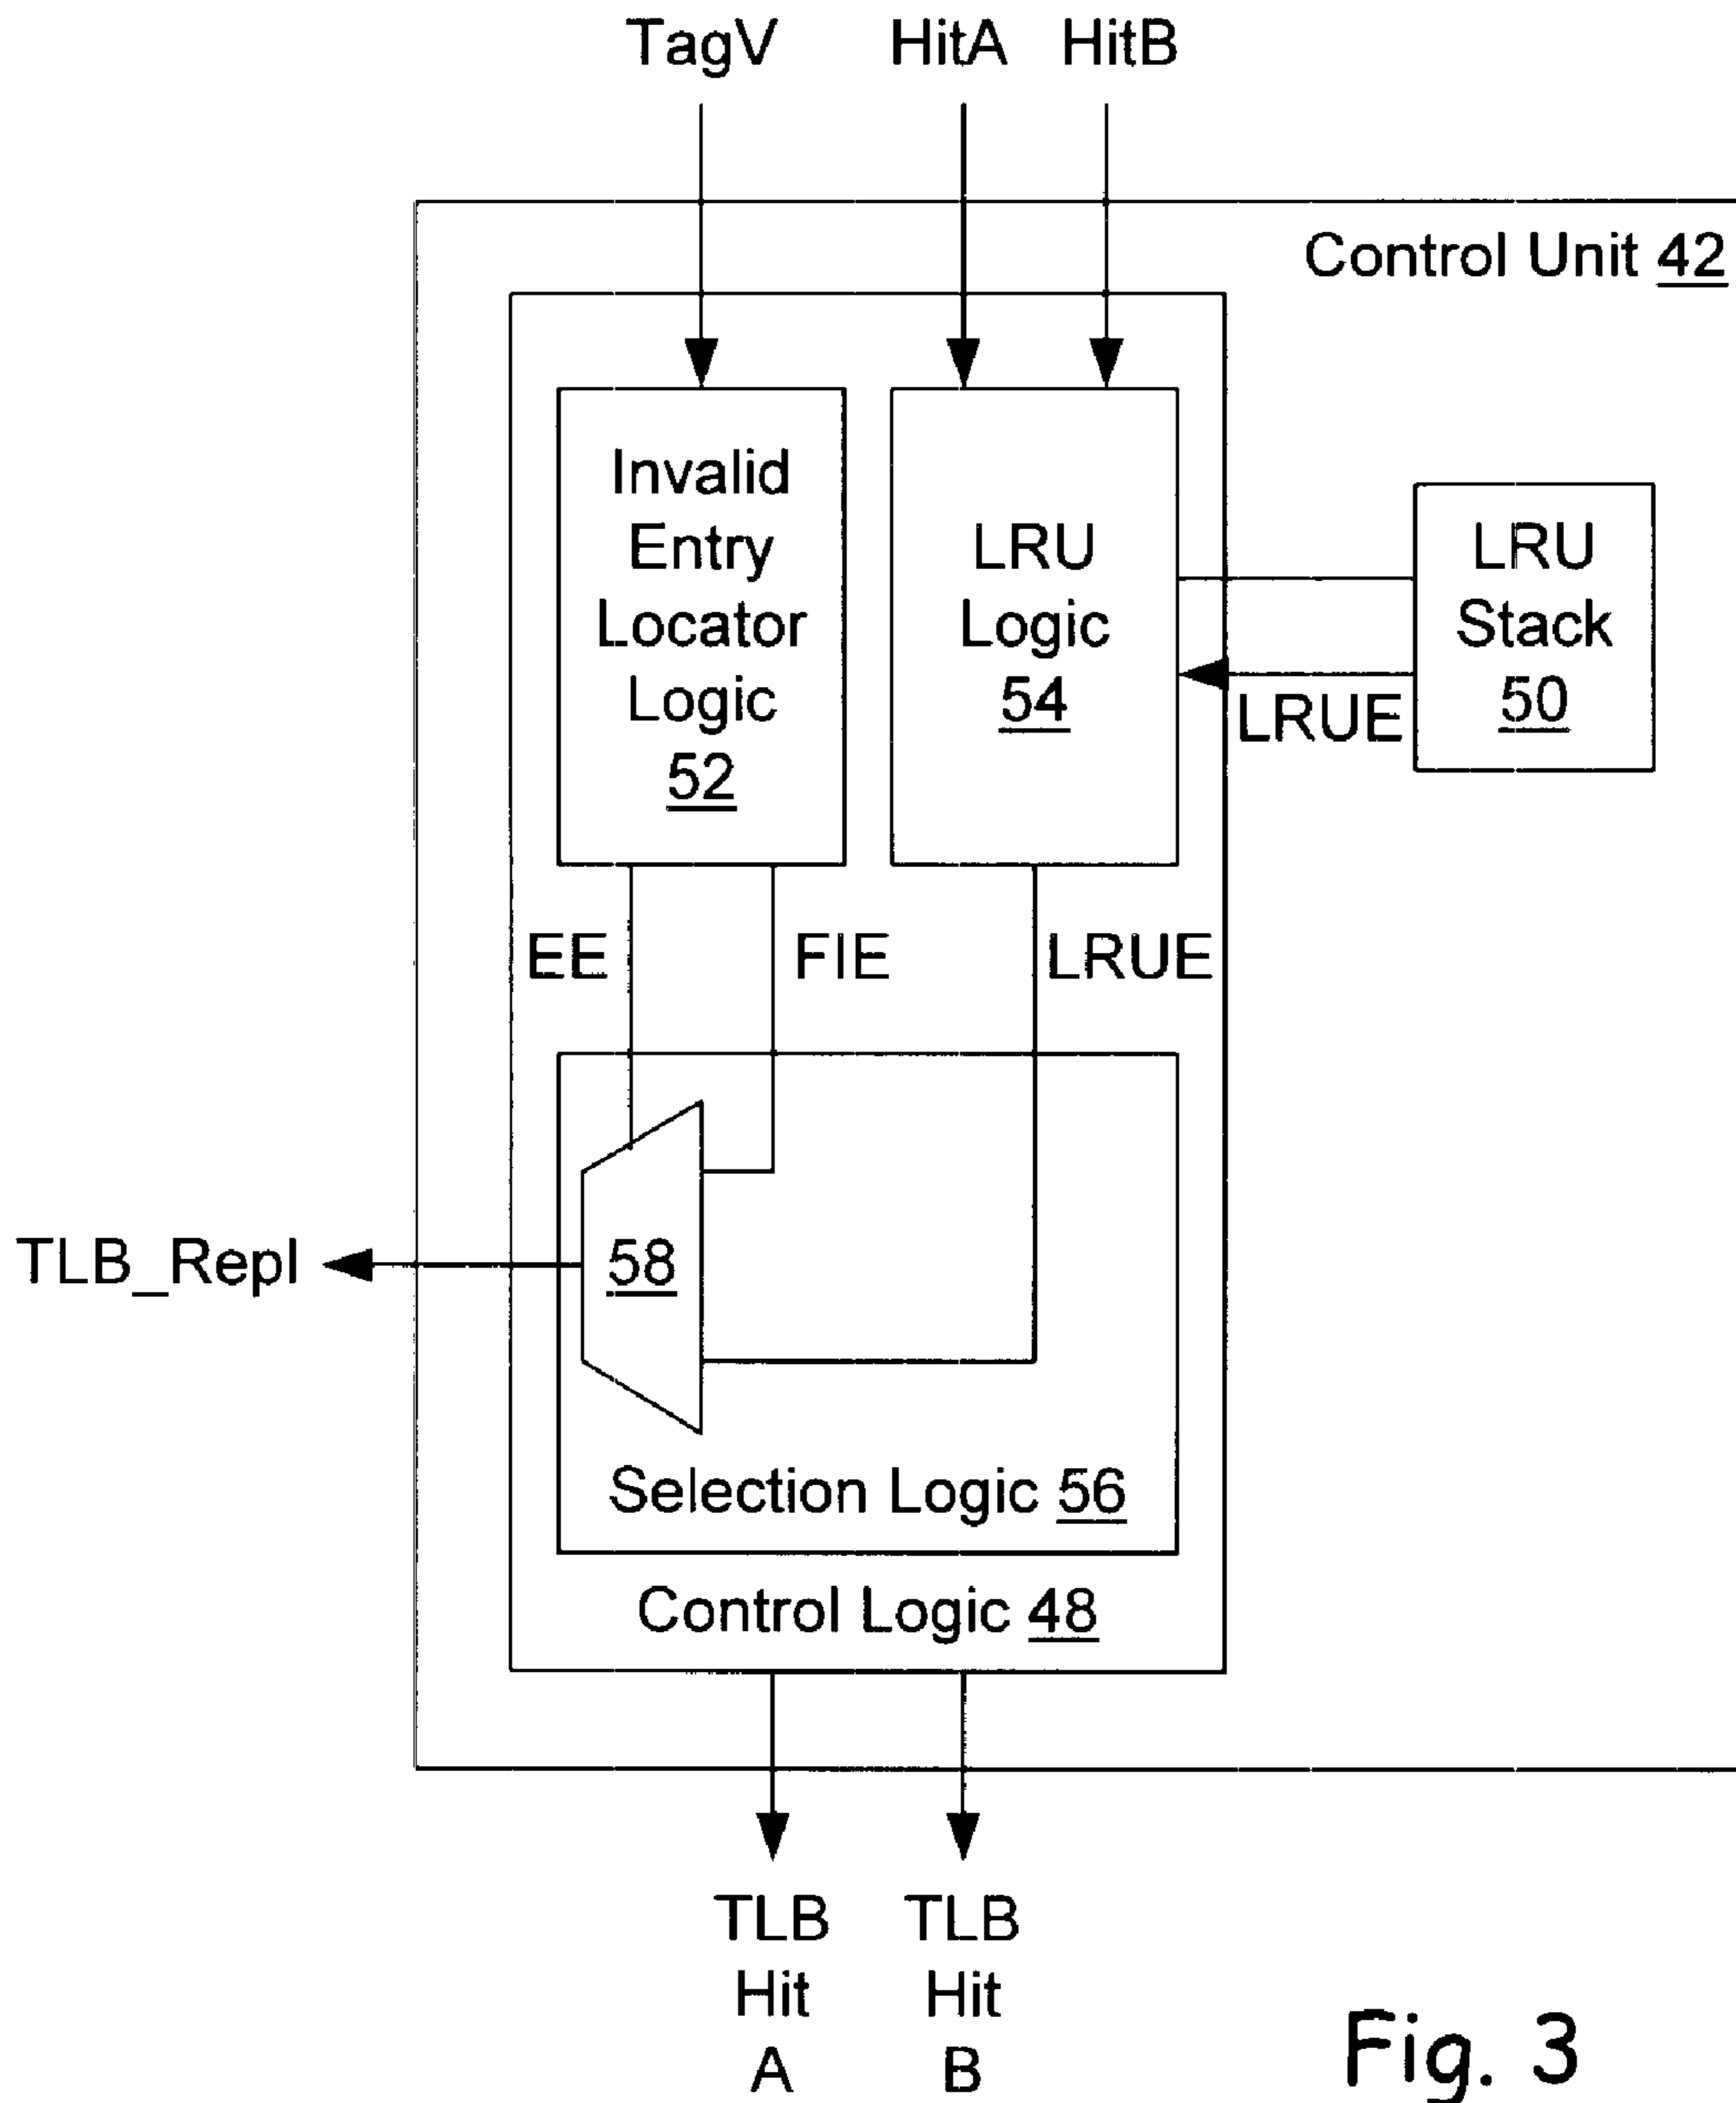 TagV
HitA
HitB
Control Unit 42
Invalid
Entry
Locator
Logic
52
LRU
Logic
54
LRU
Stack
50
LRUE
EE
FIE
LRUE
58
TLB_Repl
Selection Logic 56
Control Logic 48
TLB
Hit
A
TLB
Hit
B
Fig. 3